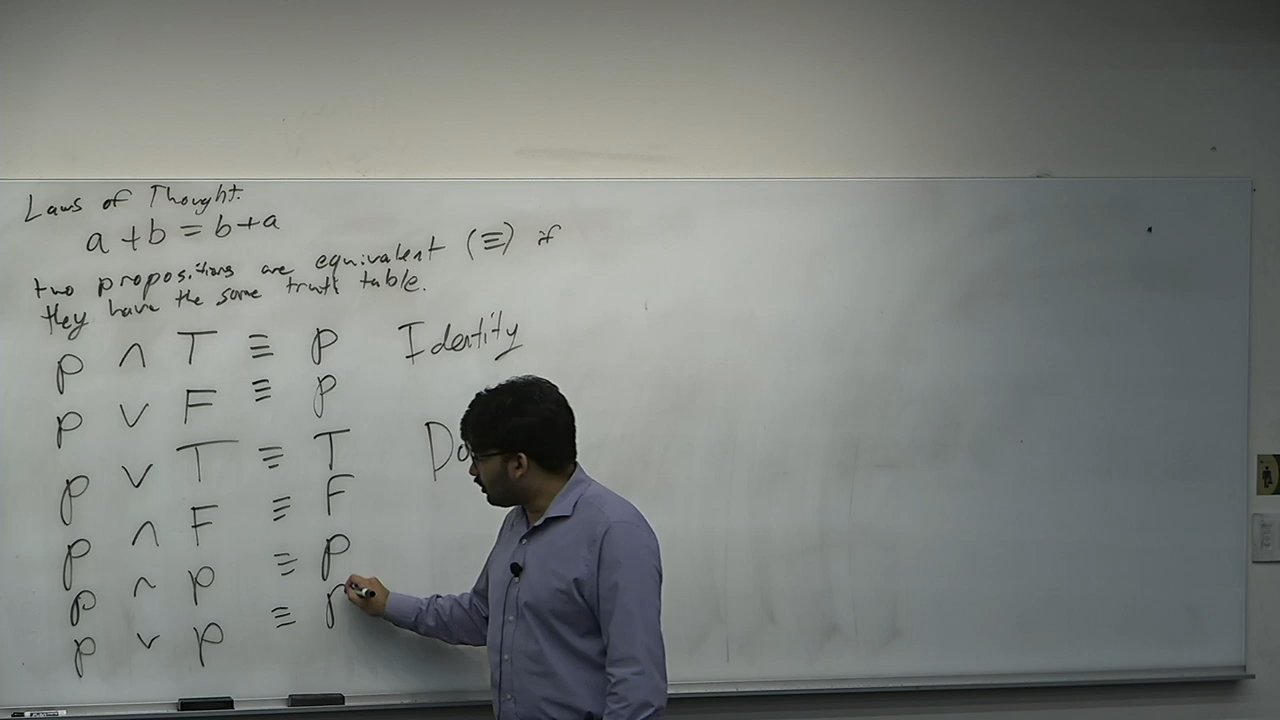 Laws of Thought.
a + b = b + a
two propositions are equivalent (≡) if
they have the same truth table.
p ∧ T ≡ p Identity
p ∨ F ≡ p
p ∨ T ≡ T
p ∧ F ≡ F
p ∧ p ≡ p
p ∨ p ≡